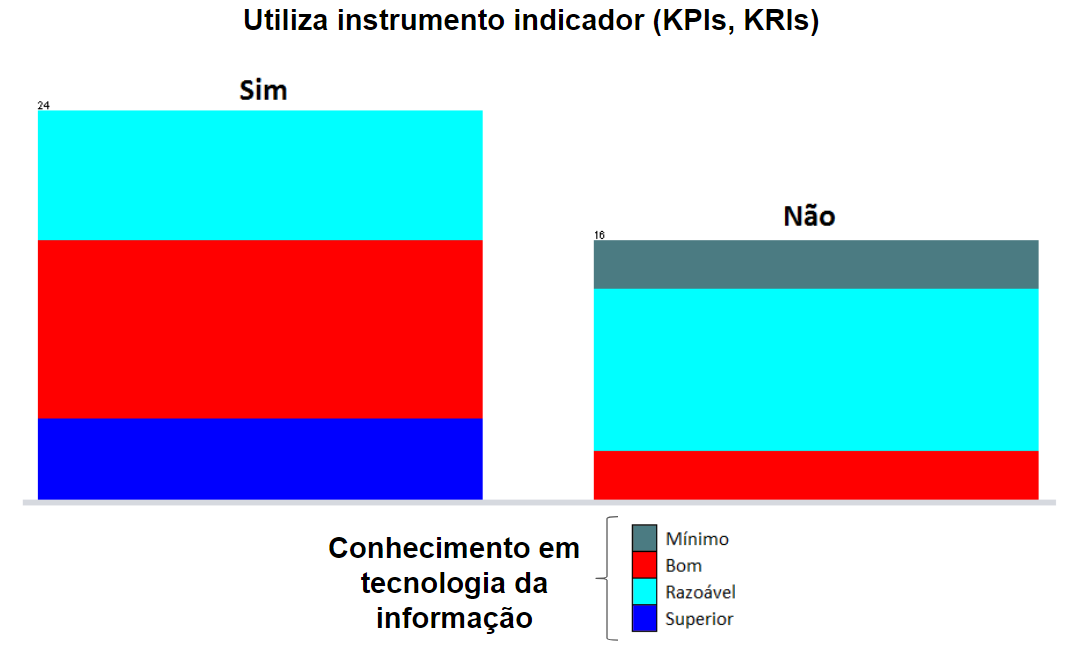 Utiliza instrumento indicador (KPIs, KRIs)
Sim
24
Não
16
Conhecimento em
tecnologia da
informação
Mínimo
Bom
Razoável
Superior